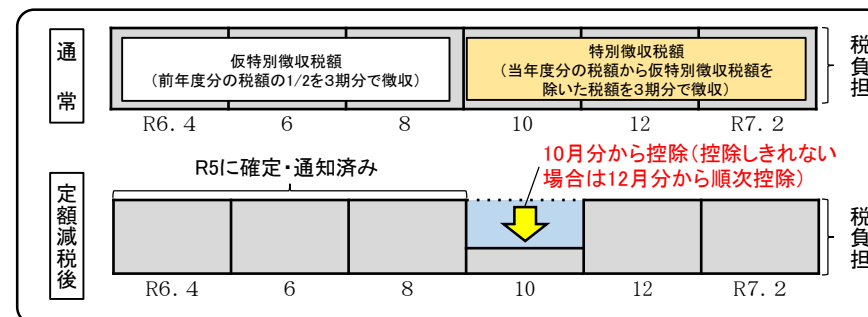 通常
仮特別徴収税額
(前年度分の税額の1/2を3期分で徴収)
特別徴収税額
(当年度分の税額から仮特別徴収税額を
除いた税額を3期分で徴収)
税負担
R6.4 6 8 10 12 R7.2
R5に確定・通知済み
10月分から控除(控除しきれない
場合は12月分から順次控除)
定額減税後
税負担
R6.4 6 8 10 12 R7.2